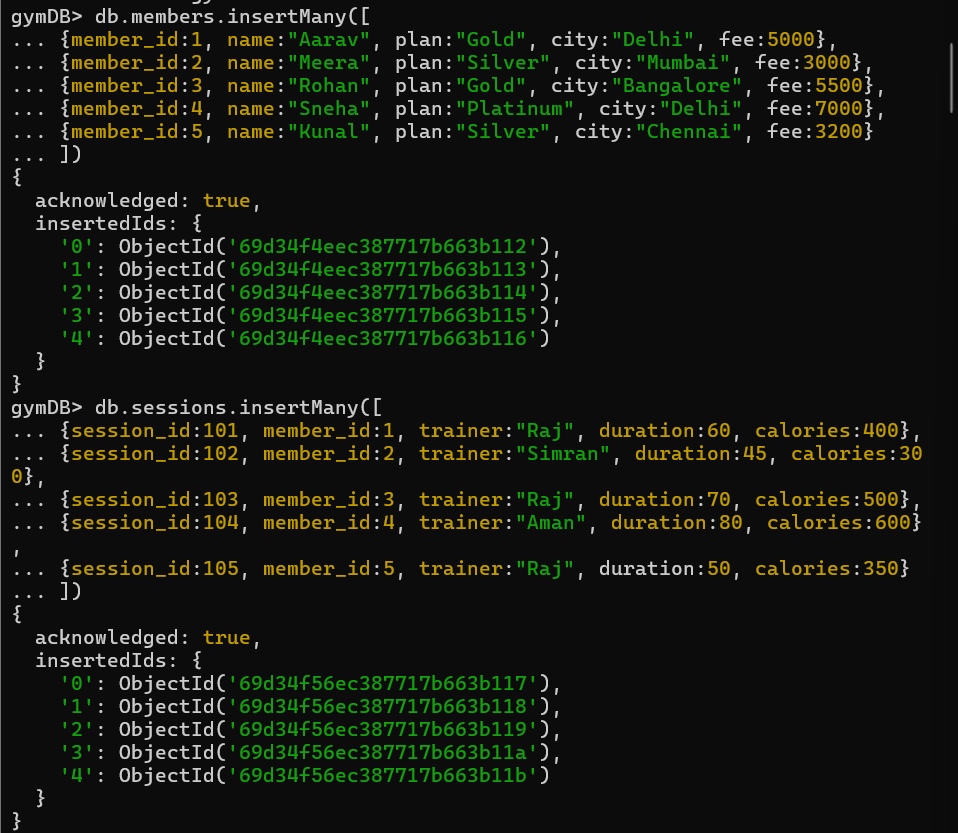 gymDB> db.members.insertMany([
... {member_id:1, name:"Aarav", plan:"Gold", city:"Delhi", fee:5000},
... {member_id:2, name:"Meera", plan:"Silver", city:"Mumbai", fee:3000},
... {member_id:3, name:"Rohan", plan:"Gold", city:"Bangalore", fee:5500},
... {member_id:4, name:"Sneha", plan:"Platinum", city:"Delhi", fee:7000},
... {member_id:5, name:"Kunal", plan:"Silver", city:"Chennai", fee:3200}
... ])
{
  acknowledged: true,
  insertedIds: {
    '0': ObjectId('69d34f4eec387717b663b112'),
    '1': ObjectId('69d34f4eec387717b663b113'),
    '2': ObjectId('69d34f4eec387717b663b114'),
    '3': ObjectId('69d34f4eec387717b663b115'),
    '4': ObjectId('69d34f4eec387717b663b116')
  }
}
gymDB> db.sessions.insertMany([
... {session_id:101, member_id:1, trainer:"Raj", duration:60, calories:400},
... {session_id:102, member_id:2, trainer:"Simran", duration:45, calories:30
0},
... {session_id:103, member_id:3, trainer:"Raj", duration:70, calories:500},
... {session_id:104, member_id:4, trainer:"Aman", duration:80, calories:600}
,
... {session_id:105, member_id:5, trainer:"Raj", duration:50, calories:350}
... ])
{
  acknowledged: true,
  insertedIds: {
    '0': ObjectId('69d34f56ec387717b663b117'),
    '1': ObjectId('69d34f56ec387717b663b118'),
    '2': ObjectId('69d34f56ec387717b663b119'),
    '3': ObjectId('69d34f56ec387717b663b11a'),
    '4': ObjectId('69d34f56ec387717b663b11b')
  }
}